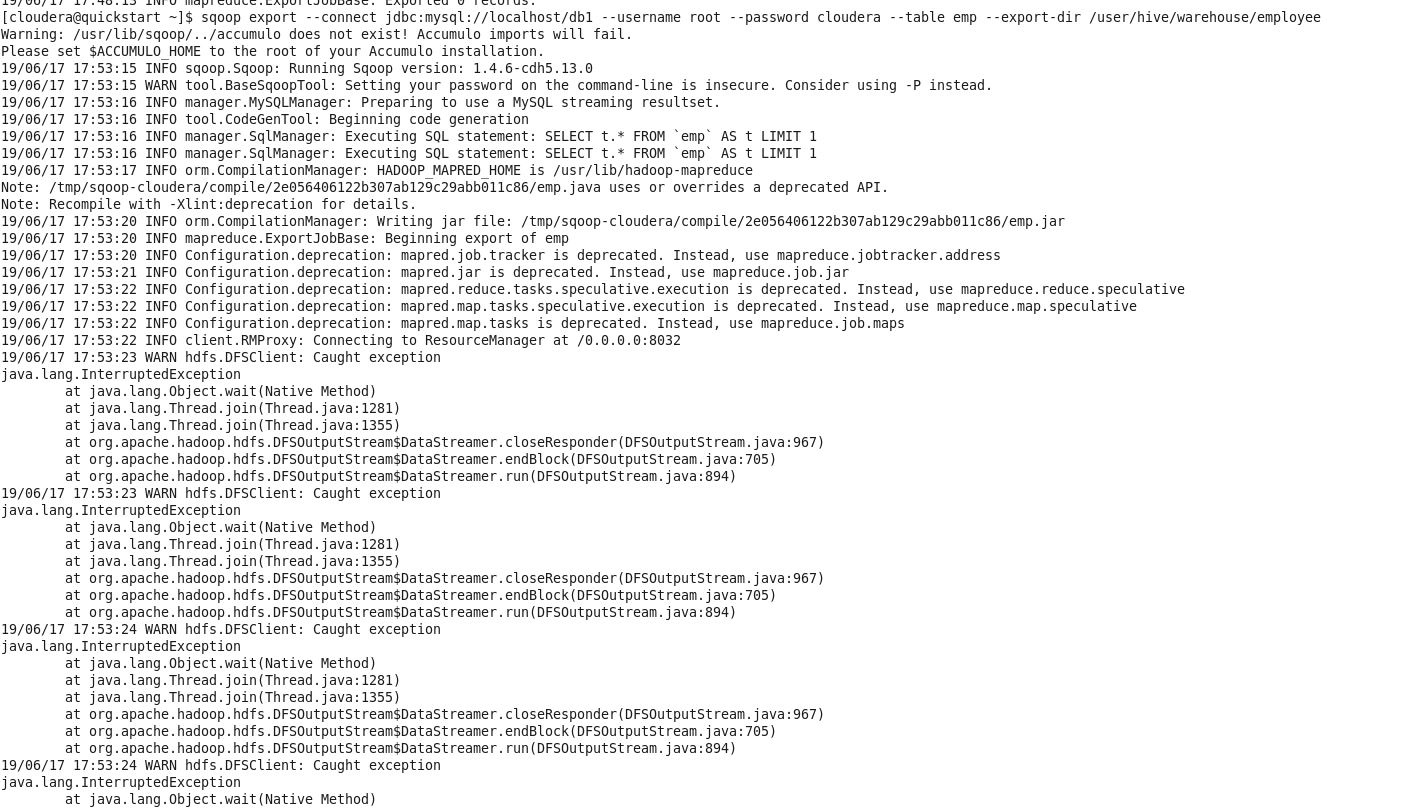 19/06/17 17:48:13 INFO mapreduce.ExportJobBase: Exported 0 records.
[cloudera@quickstart ~]$ sqoop export --connect jdbc:mysql://localhost/db1 --username root --password cloudera --table emp --export-dir /user/hive/warehouse/employee
Warning: /usr/lib/sqoop/../accumulo does not exist! Accumulo imports will fail.
Please set $ACCUMULO_HOME to the root of your Accumulo installation.
19/06/17 17:53:15 INFO sqoop.Sqoop: Running Sqoop version: 1.4.6-cdh5.13.0
19/06/17 17:53:15 WARN tool.BaseSqoopTool: Setting your password on the command-line is insecure. Consider using -P instead.
19/06/17 17:53:16 INFO manager.MySQLManager: Preparing to use a MySQL streaming resultset.
19/06/17 17:53:16 INFO tool.CodeGenTool: Beginning code generation
19/06/17 17:53:16 INFO manager.SqlManager: Executing SQL statement: SELECT t.* FROM `emp` AS t LIMIT 1
19/06/17 17:53:16 INFO manager.SqlManager: Executing SQL statement: SELECT t.* FROM `emp` AS t LIMIT 1
19/06/17 17:53:17 INFO orm.CompilationManager: HADOOP_MAPRED_HOME is /usr/lib/hadoop-mapreduce
Note: /tmp/sqoop-cloudera/compile/2e056406122b307ab129c29abb011c86/emp.java uses or overrides a deprecated API.
Note: Recompile with -Xlint:deprecation for details.
19/06/17 17:53:20 INFO orm.CompilationManager: Writing jar file: /tmp/sqoop-cloudera/compile/2e056406122b307ab129c29abb011c86/emp.jar
19/06/17 17:53:20 INFO mapreduce.ExportJobBase: Beginning export of emp
19/06/17 17:53:20 INFO Configuration.deprecation: mapred.job.tracker is deprecated. Instead, use mapreduce.jobtracker.address
19/06/17 17:53:21 INFO Configuration.deprecation: mapred.jar is deprecated. Instead, use mapreduce.job.jar
19/06/17 17:53:22 INFO Configuration.deprecation: mapred.reduce.tasks.speculative.execution is deprecated. Instead, use mapreduce.reduce.speculative
19/06/17 17:53:22 INFO Configuration.deprecation: mapred.map.tasks.speculative.execution is deprecated. Instead, use mapreduce.map.speculative
19/06/17 17:53:22 INFO Configuration.deprecation: mapred.map.tasks is deprecated. Instead, use mapreduce.job.maps
19/06/17 17:53:22 INFO client.RMProxy: Connecting to ResourceManager at /0.0.0.0:8032
19/06/17 17:53:23 WARN hdfs.DFSClient: Caught exception
java.lang.InterruptedException
at java.lang.Object.wait(Native Method)
at java.lang.Thread.join(Thread.java:1281)
at java.lang.Thread.join(Thread.java:1355)
at org.apache.hadoop.hdfs.DFSOutputStream$DataStreamer.closeResponder(DFSOutputStream.java:967)
at org.apache.hadoop.hdfs.DFSOutputStream$DataStreamer.endBlock(DFSOutputStream.java:705)
at org.apache.hadoop.hdfs.DFSOutputStream$DataStreamer.run(DFSOutputStream.java:894)
19/06/17 17:53:23 WARN hdfs.DFSClient: Caught exception
java.lang.InterruptedException
at java.lang.Object.wait(Native Method)
at java.lang.Thread.join(Thread.java:1281)
at java.lang.Thread.join(Thread.java:1355)
at org.apache.hadoop.hdfs.DFSOutputStream$DataStreamer.closeResponder(DFSOutputStream.java:967)
at org.apache.hadoop.hdfs.DFSOutputStream$DataStreamer.endBlock(DFSOutputStream.java:705)
at org.apache.hadoop.hdfs.DFSOutputStream$DataStreamer.run(DFSOutputStream.java:894)
19/06/17 17:53:24 WARN hdfs.DFSClient: Caught exception
java.lang.InterruptedException
at java.lang.Object.wait(Native Method)
at java.lang.Thread.join(Thread.java:1281)
at java.lang.Thread.join(Thread.java:1355)
at org.apache.hadoop.hdfs.DFSOutputStream$DataStreamer.closeResponder(DFSOutputStream.java:967)
at org.apache.hadoop.hdfs.DFSOutputStream$DataStreamer.endBlock(DFSOutputStream.java:705)
at org.apache.hadoop.hdfs.DFSOutputStream$DataStreamer.run(DFSOutputStream.java:894)
19/06/17 17:53:24 WARN hdfs.DFSClient: Caught exception
java.lang.InterruptedException
at java.lang.Object.wait(Native Method)